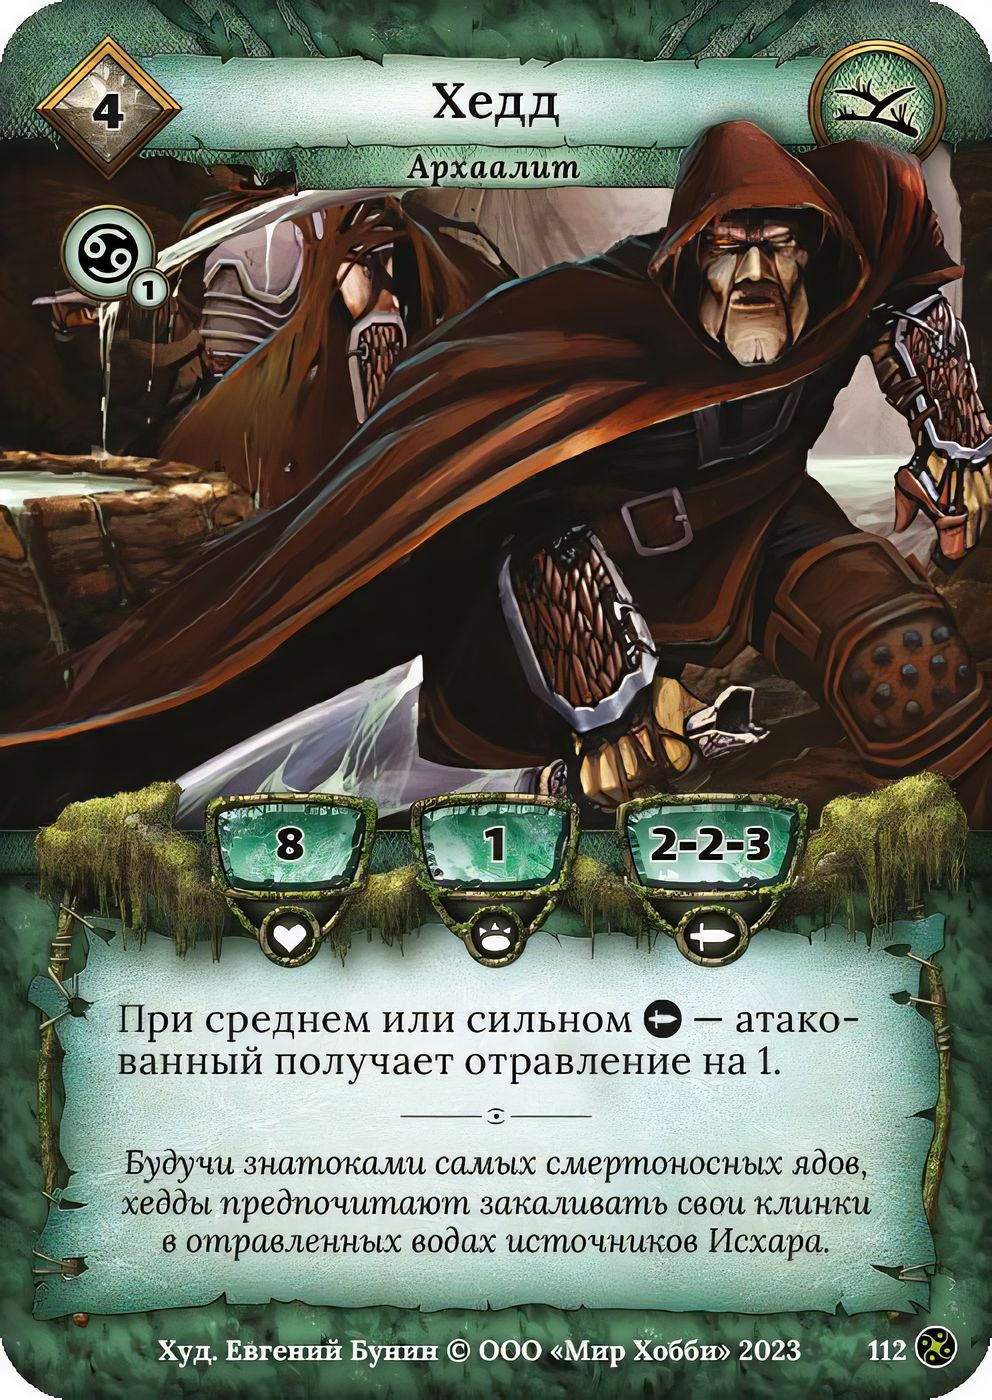 4
Хедд
Архаалит
1
8
1
2-2-3
При среднем или сильном — атако-
ванный получает отравление на 1.
Будучи знатоками самых смертоносных ядов,
хедды предпочитают закаливать свои клинки
в отравленных водах источников Исхара.
Худ. Евгений Бунин © ООО «Мир Хобби» 2023 112